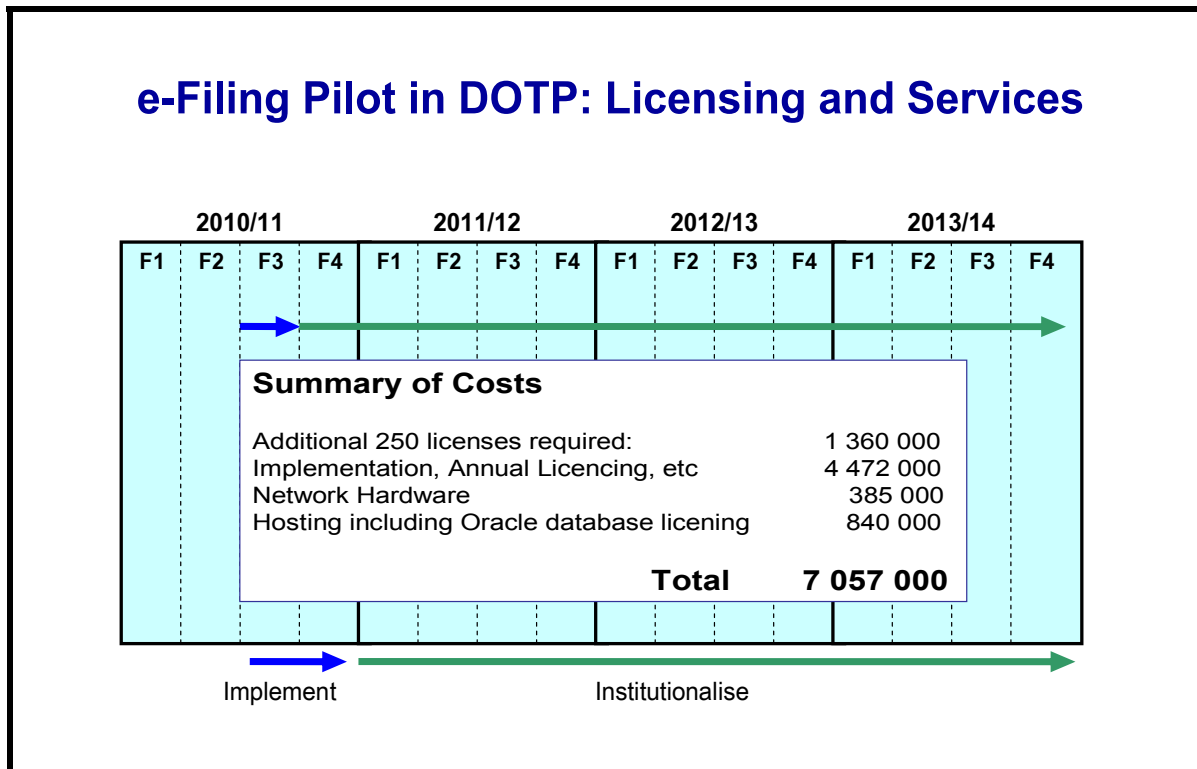 e-Filing Pilot in DOTP: Licensing and Services
2010/11 2011/12 2012/13 2013/14
F1 F2 F3 F4 F1 F2 F3 F4 F1 F2 F3 F4 F1 F2 F3 F4
Summary of Costs
Additional 250 licenses required: 1 360 000
Implementation, Annual Licencing, etc 4 472 000
Network Hardware 385 000
Hosting including Oracle database licening 840 000
Total 7 057 000
Implement Institutionalise